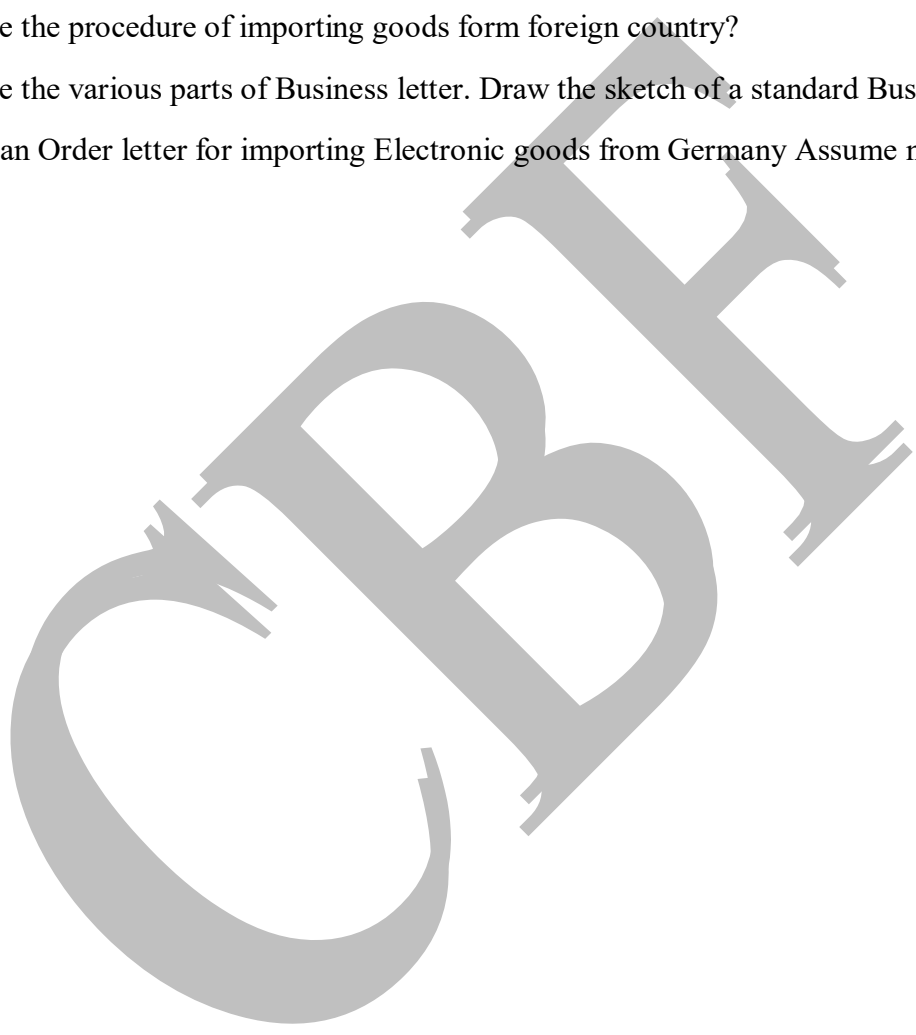 e the procedure of importing goods form foreign country?
e the various parts of Business letter. Draw the sketch of a standard Bus
an Order letter for importing Electronic goods from Germany Assume
CBE